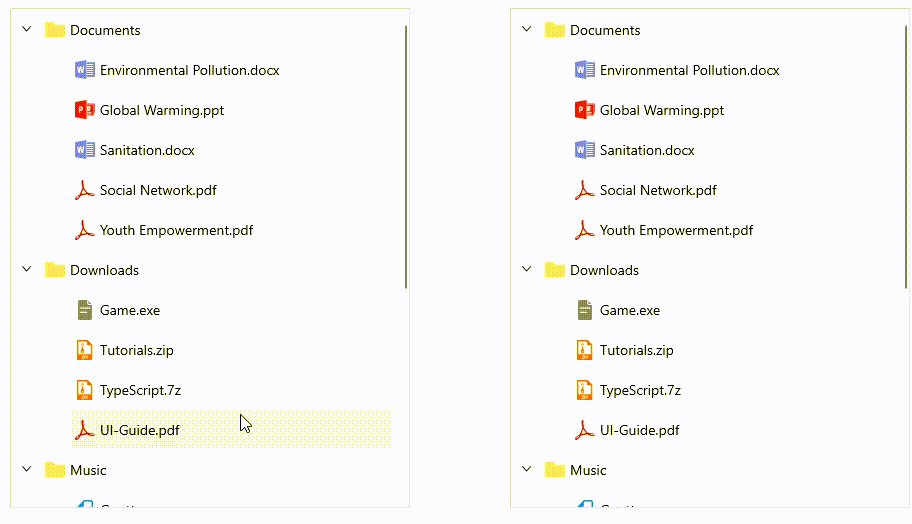 Documents
Environmental Pollution.docx
Global Warming.ppt
Sanitation.docx
Social Network.pdf
Youth Empowerment.pdf
Downloads
Game.exe
Tutorials.zip
TypeScript.7z
UI-Guide.pdf
Music
Documents
Environmental Pollution.docx
Global Warming.ppt
Sanitation.docx
Social Network.pdf
Youth Empowerment.pdf
Downloads
Game.exe
Tutorials.zip
TypeScript.7z
UI-Guide.pdf
Music